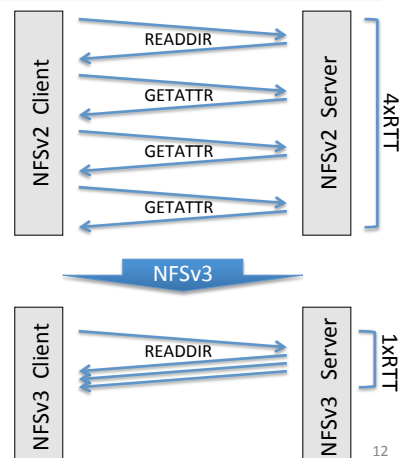 NFSv2 Client
READDIR
GETATTR
GETATTR
GETATTR
NFSv2 Server
4xRTT
NFSv3
NFSv3 Client
READDIR
NFSv3 Server
1xRTT
12